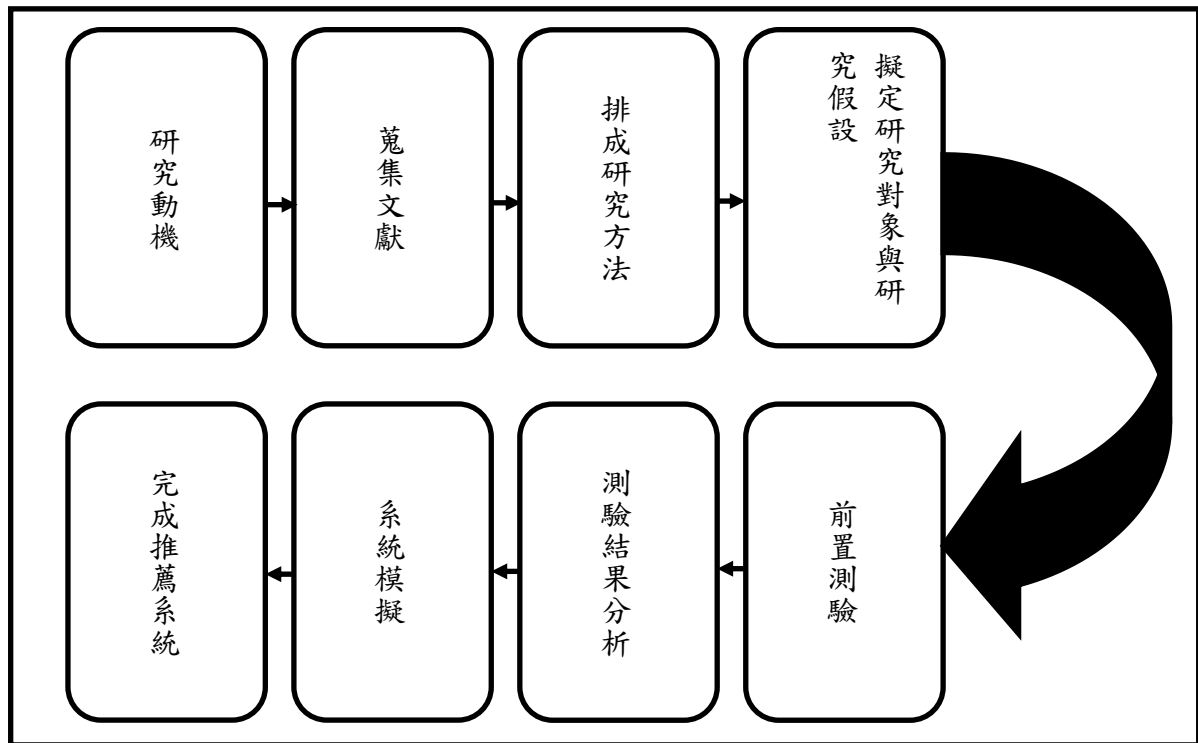 研究動機
蒐集文獻
排成研究方法
擬定研究對象與研
究假設
前置測驗
測驗結果分析
系統模擬
完成推薦系統